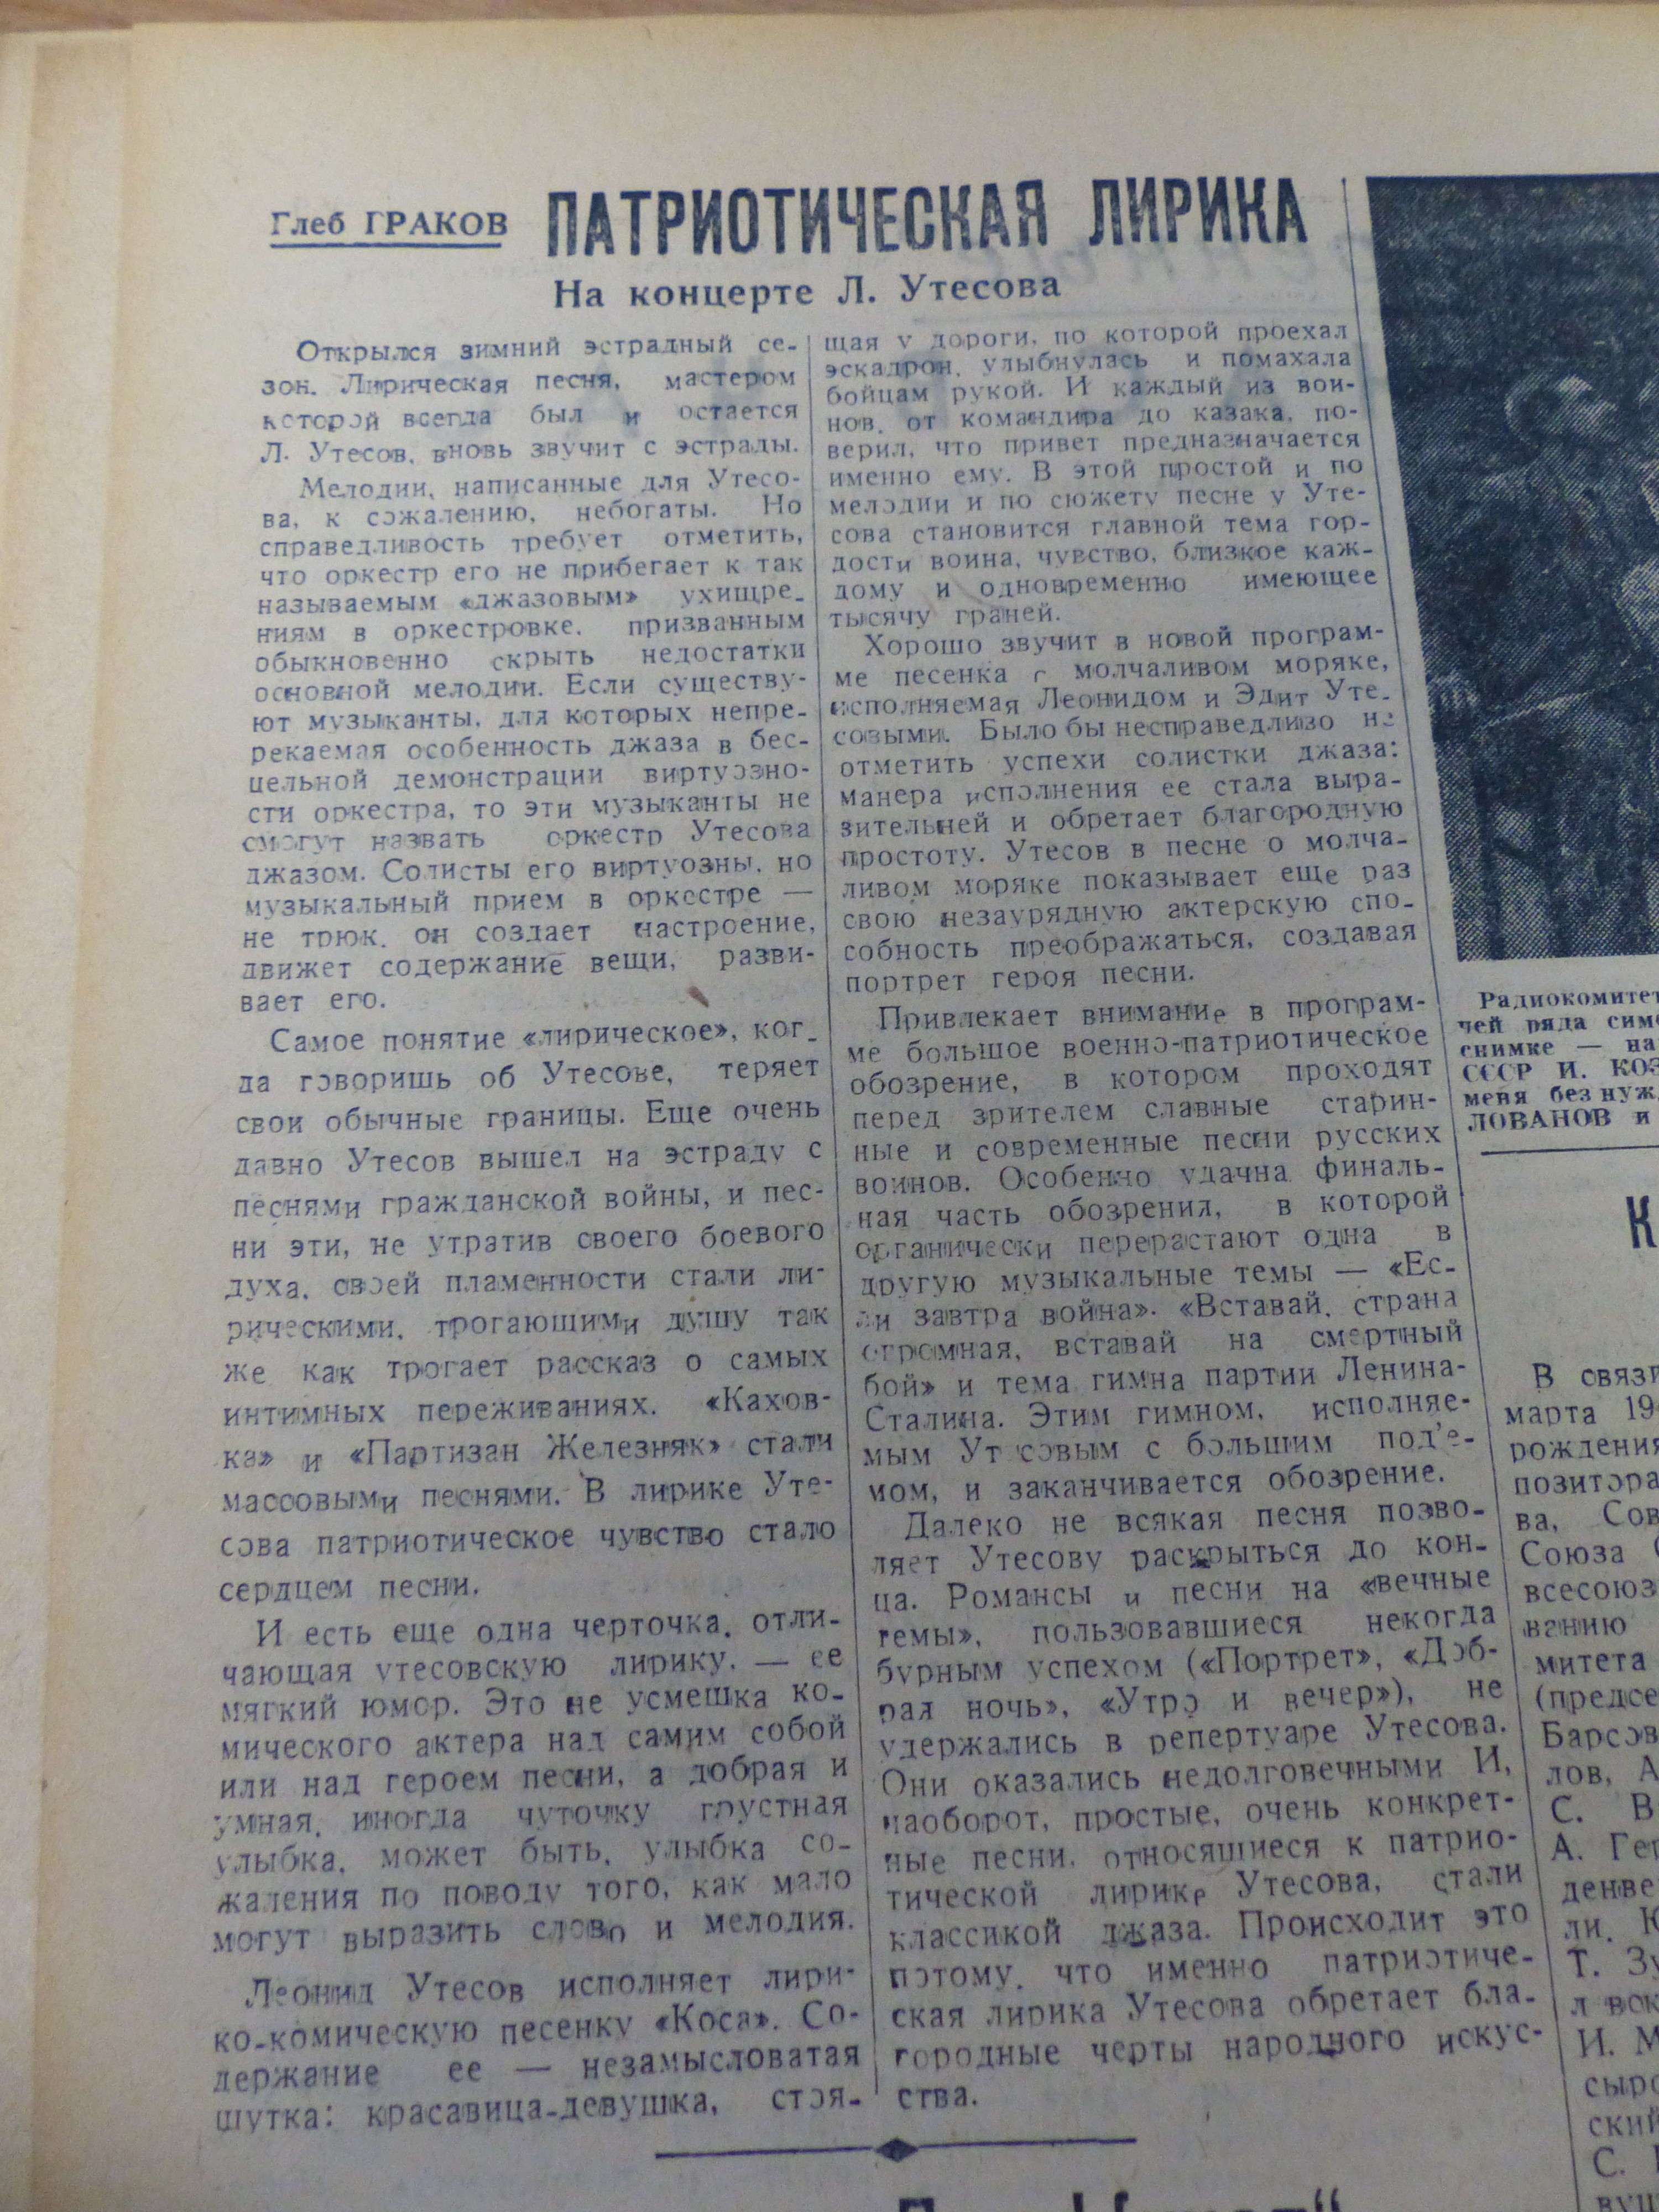 Глеб ГРАКОВ
ПАТРИОТИЧЕСКАЯ ЛИРИКА
На концерте Л. Утесова
Открылся зимний эстрадный се-
зон. Лирическая песня, мастером
которой всегда был и остается
Л. Утесов, вновь звучит с эстрады.
Мелодии, написанные для Утесо-
ва, к сожалению, небогаты. Но
справедливость требует отметить,
что оркестр его не прибегает к так
называемым «джазовым» ухищре-
ниям в оркестровке, призванным
обыкновенно скрыть недостатки
основной мелодии. Если существу-
ют музыканты, для которых непре-
рекаемая особенность джаза в бес-
цельной демонстрации виртуозно-
сти оркестра, то эти музыканты не
смогут назвать оркестр Утесова
джазом. Солисты его виртуозны, но
музыкальный прием в оркестре —
не трюк, он создает настроение,
движет содержание вещи, разви-
вает его.
Самое понятие «лирическое», ког-
да говоришь об Утесове, теряет
свои обычные границы. Еще очень
давно Утесов вышел на эстраду с
песнями гражданской войны, и пес-
ни эти, не утратив своего боевого
духа, своей пламенности стали ли-
рическими, трогающими душу так
же как трогает рассказ о самых
интимных переживаниях. «Кахов-
ка» и «Партизан Железняк» стали
массовыми песнями. В лирике Уте-
сова патриотическое чувство стало
сердцем песни.
И есть еще одна черточка, отли-
чающая утесовскую лирику, — ее
мягкий юмор. Это не усмешка ко-
мического актера над самим собой
или над героем песни, а добрая и
умная, иногда чуточку грустная
улыбка, может быть, улыбка со-
жаления по поводу того, как мало
могут выразить слово и мелодия.
Леонид Утесов исполняет лири-
ко-комическую песенку «Коса». Со-
держание ее — незамысловатая
шутка: красавица-девушка, стоя-
щая у дороги, по которой проехал
эскадрон, улыбнулась и помахала
бойцам рукой. И каждый из вои-
нов, от командира до казака, по-
верил, что привет предназначается
именно ему. В этой простой и по
мелодии и по сюжету песне у Уте-
сова становится главной тема гор-
дости воина, чувство, близкое каж-
дому и одновременно имеющее
тысячу граней.
Хорошо звучит в новой програм-
ме песенка о молчаливом моряке,
исполняемая Леонидом и Эдит Уте-
совыми. Было бы несправедливо не
отметить успехи солистки джаза:
манера исполнения ее стала выра-
зительней и обретает благородную
простоту. Утесов в песне о молча-
ливом моряке показывает еще раз
свою незаурядную актерскую спо-
собность преображаться, создавая
портрет героя песни.
Привлекает внимание в програм-
ме большое военно-патриотическое
обозрение, в котором проходят
перед зрителем славные старин-
ные и современные песни русских
воинов. Особенно удачна финаль-
ная часть обозрения, в которой
органически перерастают одна в
другую музыкальные темы — «Ес-
ли завтра война». «Вставай, страна
огромная, вставай на смертный
бой» и тема гимна партии Ленина-
Сталина. Этим гимном, исполняе-
мым Утесовым с большим под'е-
мом, и заканчивается обозрение.
Далеко не всякая песня позво-
ляет Утесову раскрыться до кон-
ца. Романсы и песни на «вечные
темы», пользовавшиеся некогда
бурным успехом («Портрет», «Доб-
рая ночь», «Утро и вечер»), не
удержались в репертуаре Утесова.
Они оказались недолговечными И,
наоборот, простые, очень конкрет-
ные песни, относящиеся к патрио-
тической лирике Утесова, стали
классикой джаза. Происходит это
потому, что именно патриотиче-
ская лирика Утесова обретает бла-
городные черты народного искус-
ства.
Радиокомитет
чей ряда сим
снимке — на
СССР И. КОЗ
меня без нуж
ЛОВАНОВ и
К
В связи
марта 19
рождения
позитора
ва, Сов
Союза
всесоюз
ванию
митета
(предсе
Барсов
лов, А
С. В
А. Ге
денве
ли, Ю
Т. Зу
л вок
И. М
сыро
ский
С.
вуш